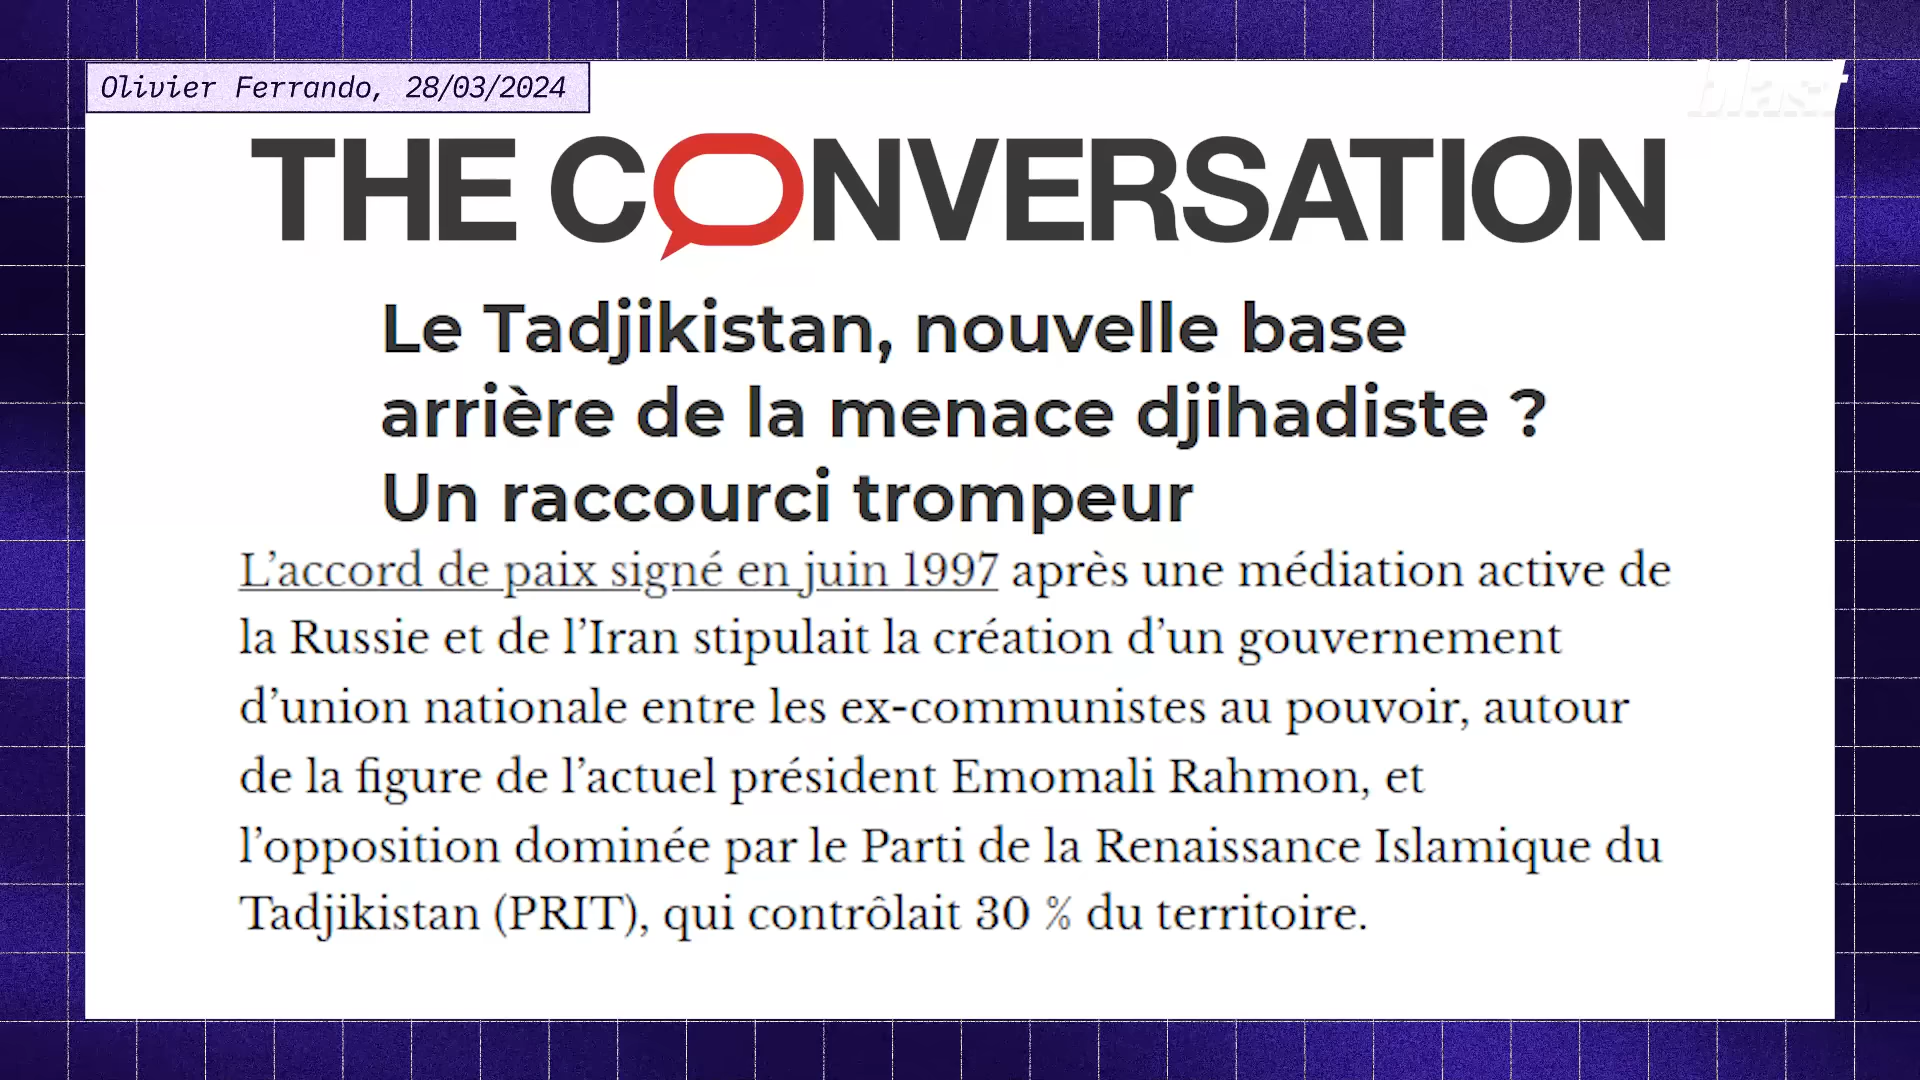 Olivier Ferrando, 28/03/2024
blast
THE CONVERSATION
Le Tadjikistan, nouvelle base
arrière de la menace djihadiste ?
Un raccourci trompeur
L’accord de paix signé en juin 1997 après une médiation active de
la Russie et de l’Iran stipulait la création d’un gouvernement
d’union nationale entre les ex-communistes au pouvoir, autour
de la figure de l’actuel président Emomali Rahmon, et
l’opposition dominée par le Parti de la Renaissance Islamique du
Tadjikistan (PRIT), qui contrôlait 30 % du territoire.